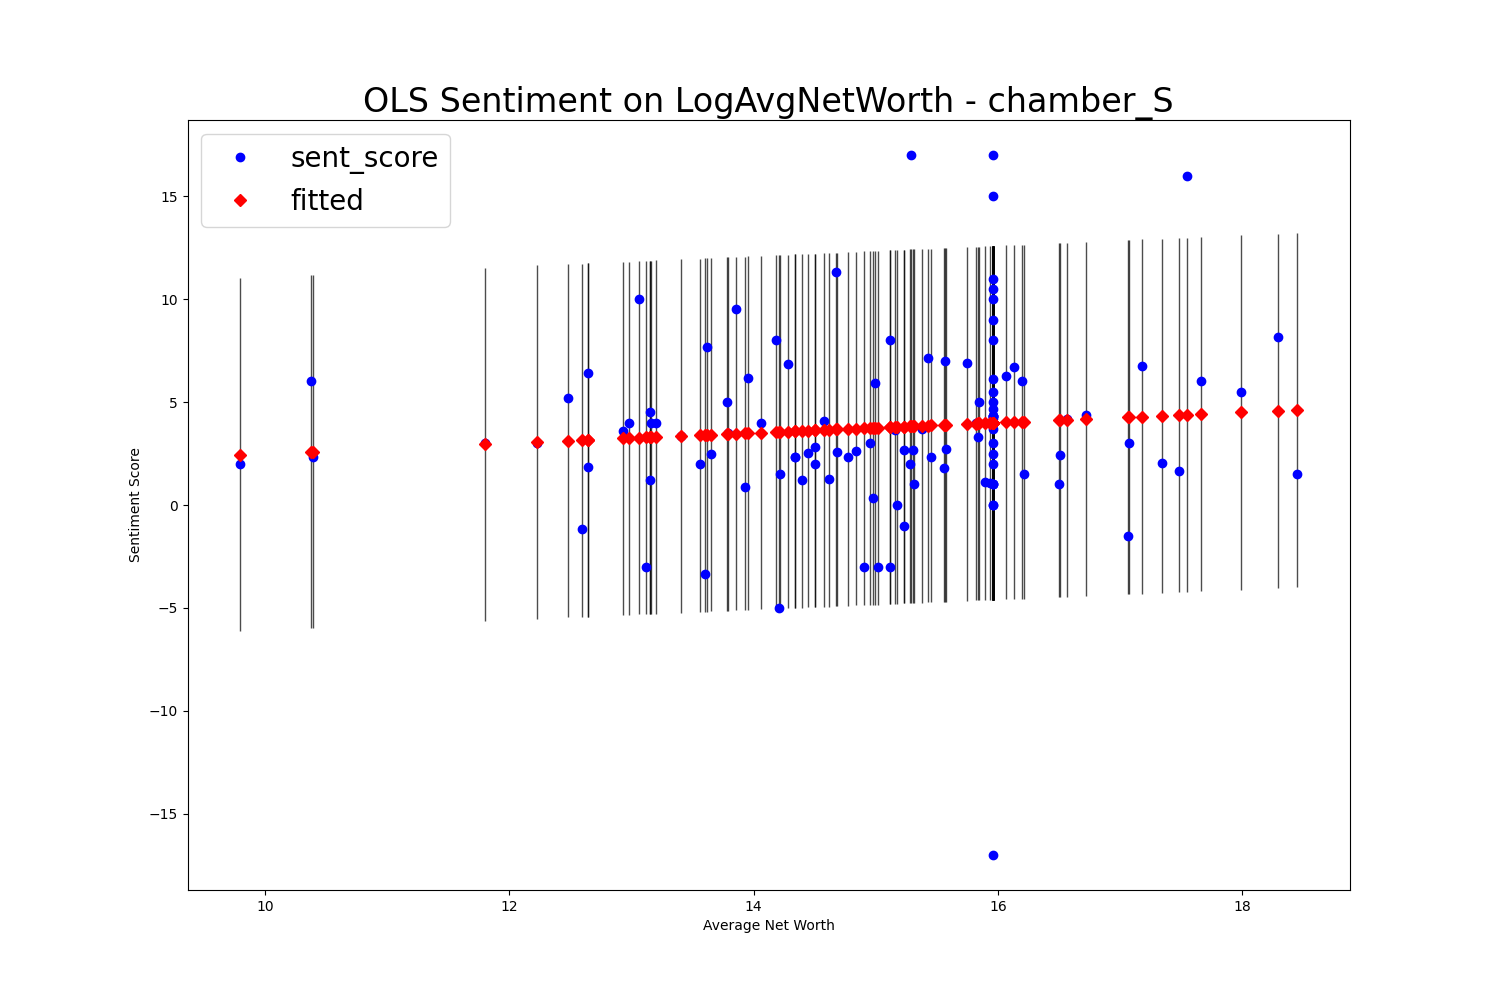 OLS Sentiment on LogAvgNetWorth - chamber_S
sent_score
fitted
15
10
5
0
−5
−10
−15
Sentiment Score
10 12 14 16 18
Average Net Worth